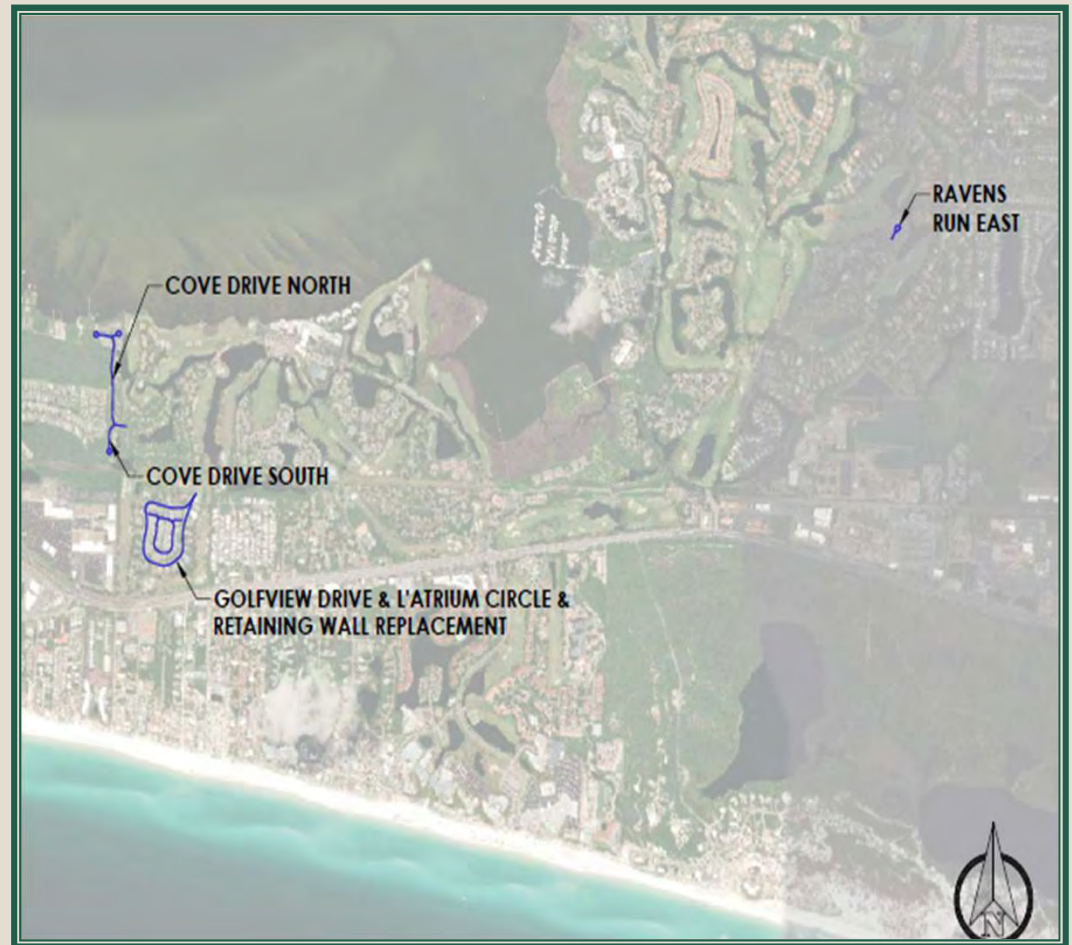 RAVENS
RUN EAST
COVE DRIVE NORTH
COVE DRIVE SOUTH
GOLFVIEW DRIVE & L'ATRIUM CIRCLE &
RETAINING WALL REPLACEMENT
N